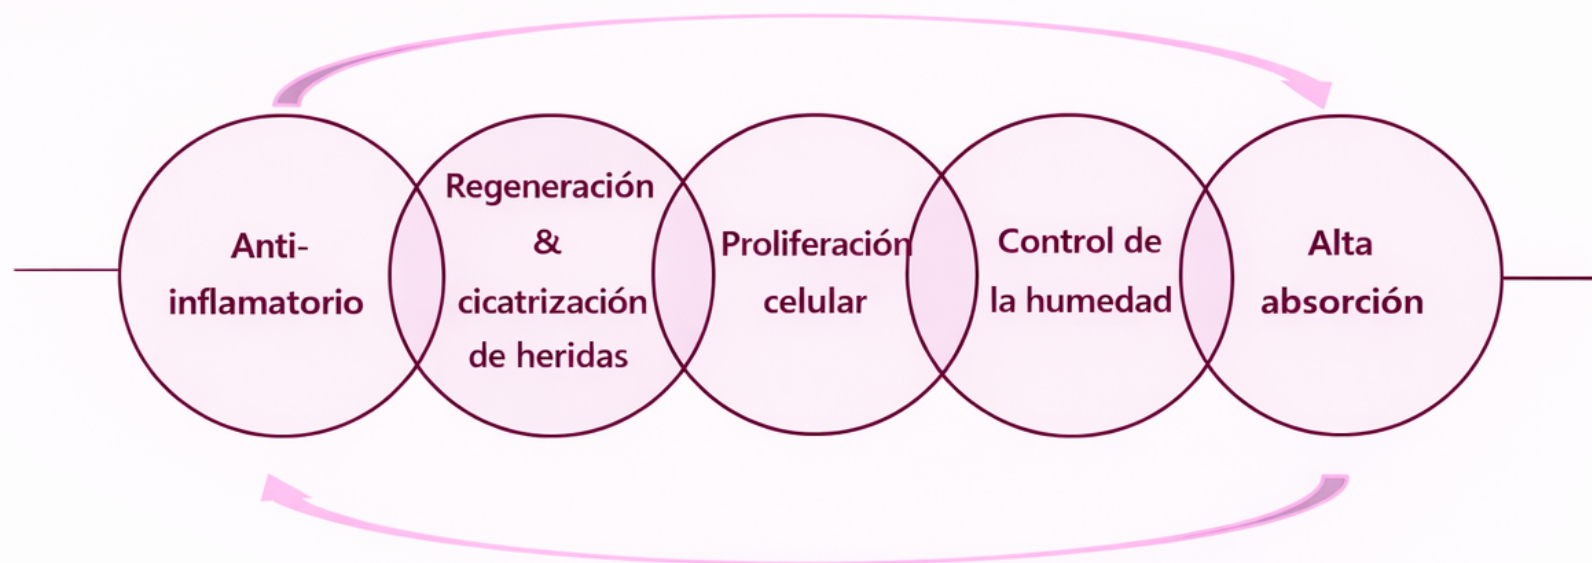 Anti-
inflamatorio
Regeneración
&
cicatrización
de heridas
Proliferación
celular
Control de
la humedad
Alta
absorción